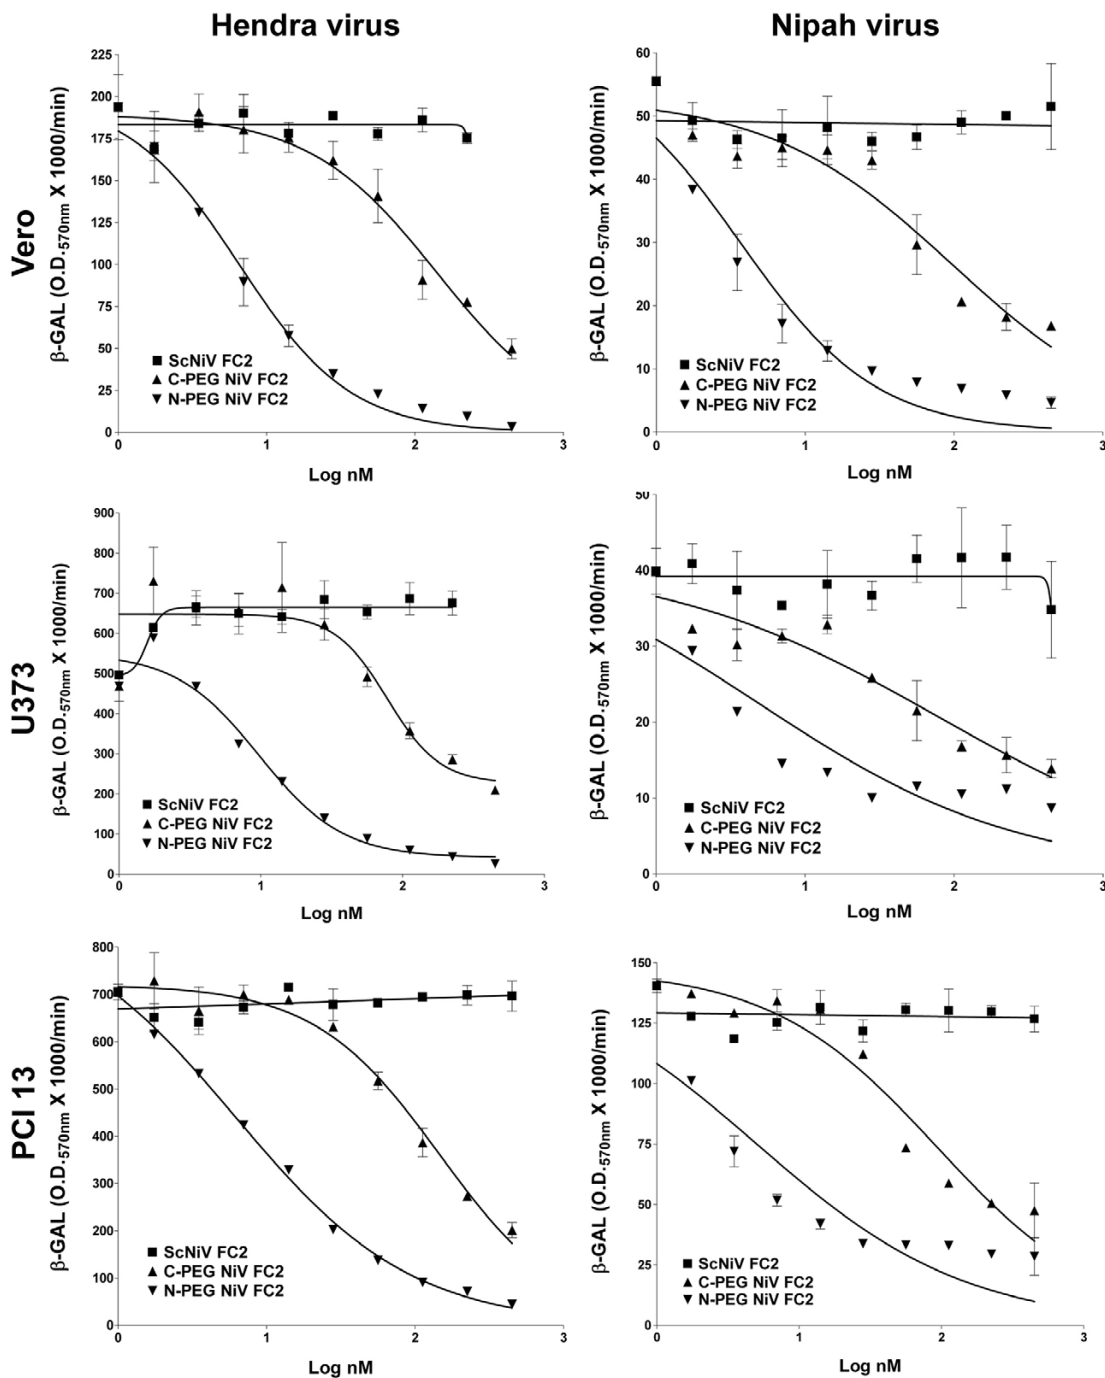 Hendra virus
Nipah virus
Vero
β-GAL (O.D.570nm X 1000/min)
225
200
175
150
125
100
75
50
25
0
ScNiV FC2
C-PEG NiV FC2
N-PEG NiV FC2
0 1 2 3
Log nM
β-GAL (O.D.570nm X 1000/min)
60
50
40
30
20
10
0
ScNiV FC2
C-PEG NiV FC2
N-PEG NiV FC2
0 1 2 3
Log nM
U373
β-GAL (O.D.570nm X 1000/min)
900
800
700
600
500
400
300
200
100
0
ScNiV FC2
C-PEG NiV FC2
N-PEG NiV FC2
0 1 2 3
Log nM
β-GAL (O.D.570nm X 1000/min)
50
40
30
20
10
0
ScNiV FC2
C-PEG NiV FC2
N-PEG NiV FC2
0 1 2 3
Log nM
PCI 13
β-GAL (O.D.570nm X 1000/min)
800
700
600
500
400
300
200
100
0
ScNiV FC2
C-PEG NiV FC2
N-PEG NiV FC2
0 1 2 3
Log nM
β-GAL (O.D.570nm X 1000/min)
150
125
100
75
50
25
0
ScNiV FC2
C-PEG NiV FC2
N-PEG NiV FC2
0 1 2 3
Log nM